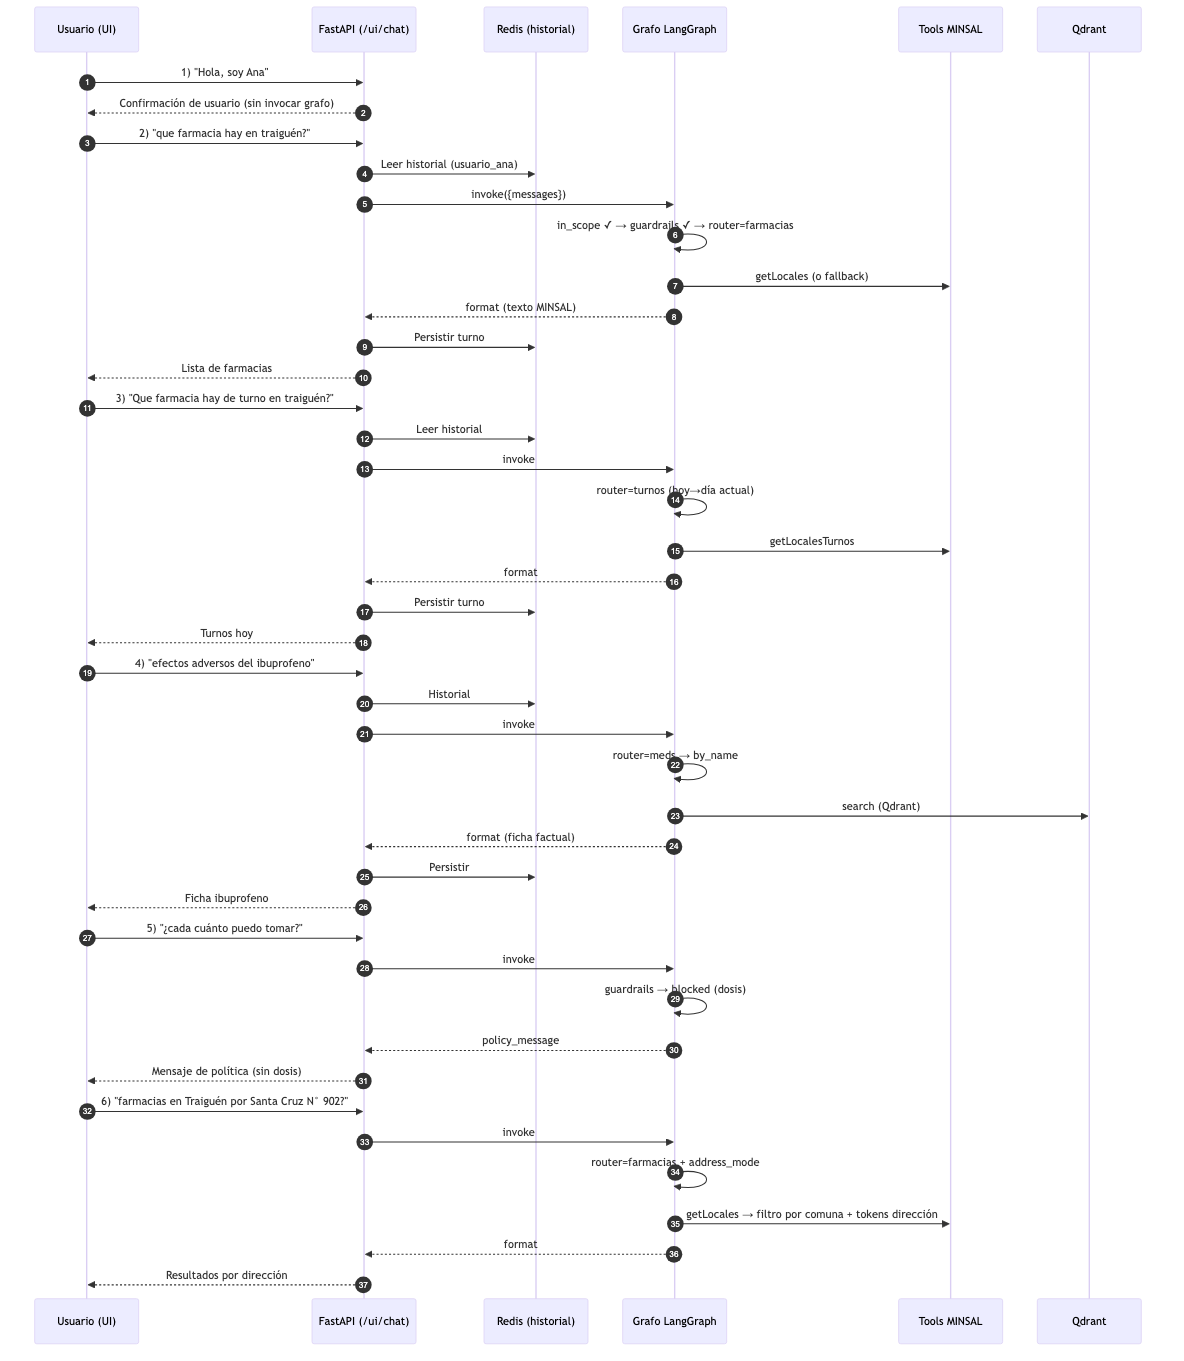 Usuario (UI)
FastAPI (/ui/chat)
Redis (historial)
Grafo LangGraph
Tools MINSAL
Qdrant
1) "Hola, soy Ana"
1
Confirmación de usuario (sin invocar grafo)
2
2) "que farmacia hay en traiguén?"
3
Leer historial (usuario_ana)
4
invoke({messages})
5
in_scope ✓ → guardrails ✓ → router=farmacias
6
getLocales (o fallback)
7
format (texto MINSAL)
8
Persistir turno
9
Lista de farmacias
10
3) "Que farmacia hay de turno en traiguén?"
11
Leer historial
12
invoke
13
router=turnos (hoy→día actual)
14
getLocalesTurnos
15
format
16
Persistir turno
17
Turnos hoy
18
4) "efectos adversos del ibuprofeno"
19
Historial
20
invoke
21
router=meds → by_name
22
search (Qdrant)
23
format (ficha factual)
24
Persistir
25
Ficha ibuprofeno
26
5) "¿cada cuánto puedo tomar?"
27
invoke
28
guardrails → blocked (dosis)
29
policy_message
30
Mensaje de política (sin dosis)
31
6) "farmacias en Traiguén por Santa Cruz N° 902?"
32
invoke
33
router=farmacias + address_mode
34
getLocales → filtro por comuna + tokens dirección
35
format
36
Resultados por dirección
37
Usuario (UI)
FastAPI (/ui/chat)
Redis (historial)
Grafo LangGraph
Tools MINSAL
Qdrant